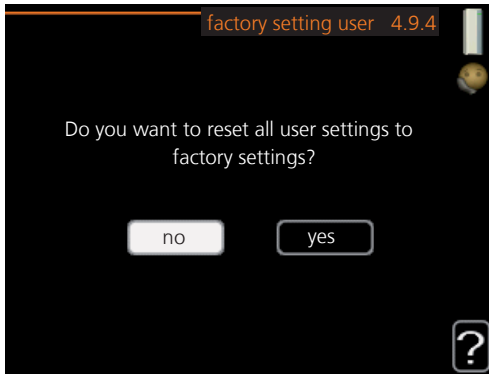 factory setting user 4.9.4
Do you want to reset all user settings to
factory settings?
no yes
?